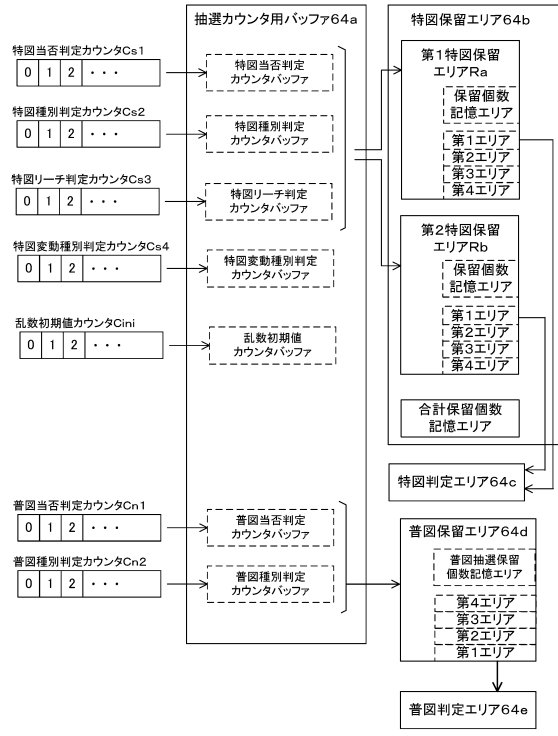 抽選カウンタ用バッファ64a
特図保留エリア64b
特図当否判定カウンタCs1
0 1 2 ・・・
特図当否判定
カウンタバッファ
特図種別判定カウンタCs2
0 1 2 ・・・
特図種別判定
カウンタバッファ
特図リーチ判定カウンタCs3
0 1 2 ・・・
特図リーチ判定
カウンタバッファ
特図変動種別判定カウンタCs4
0 1 2 ・・・
特図変動種別判定
カウンタバッファ
乱数初期値カウンタCini
0 1 2 ・・・
乱数初期値
カウンタバッファ
第1特図保留
エリアRa
保留個数
記憶エリア
第1エリア
第2エリア
第3エリア
第4エリア
第2特図保留
エリアRb
保留個数
記憶エリア
第1エリア
第2エリア
第3エリア
第4エリア
合計保留個数
記憶エリア
特図判定エリア64c
普図当否判定カウンタCn1
0 1 2 ・・・
普図当否判定
カウンタバッファ
普図種別判定カウンタCn2
0 1 2 ・・・
普図種別判定
カウンタバッファ
普図保留エリア64d
普図抽選保留
個数記憶エリア
第4エリア
第3エリア
第2エリア
第1エリア
普図判定エリア64e